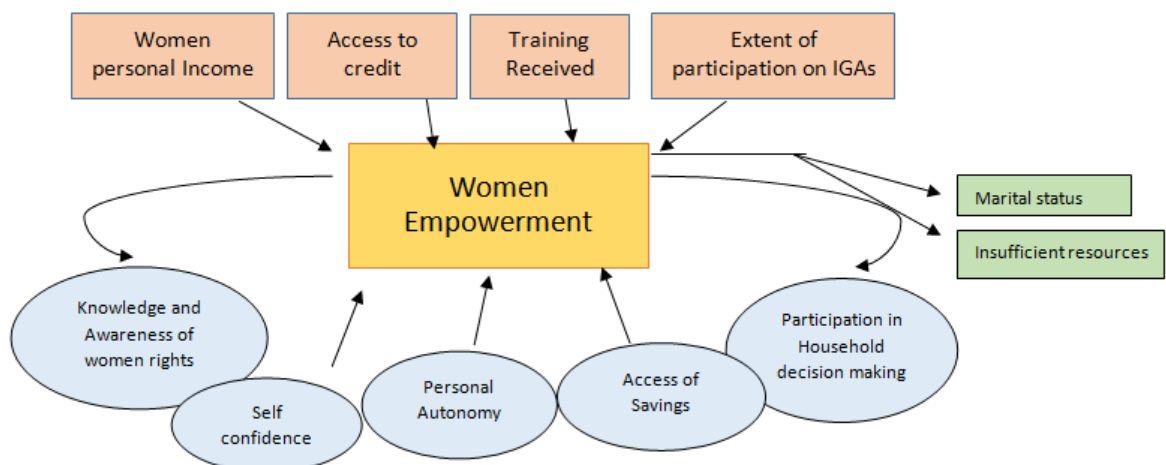 Women
personal Income
Access to
credit
Training
Received
Extent of
participation on IGAs
Women
Empowerment
Marital status
Insufficient resources
Knowledge and
Awareness of
women rights
Self
confidence
Personal
Autonomy
Access of
Savings
Participation in
Household
decision making